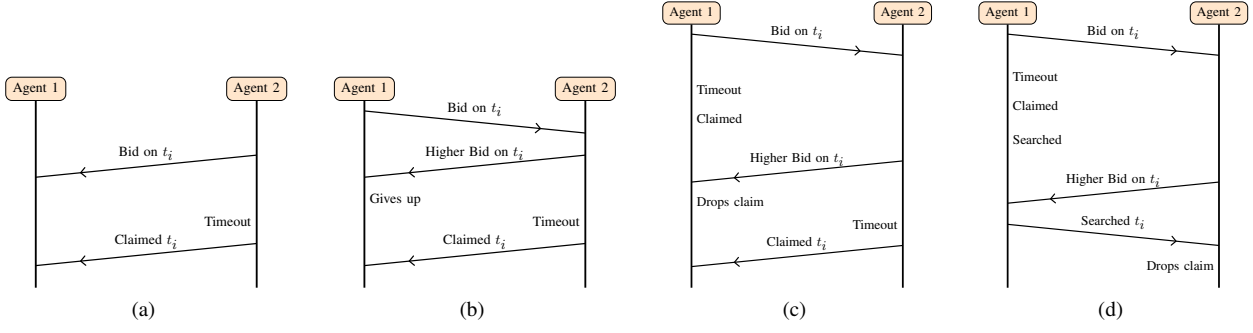 Agent 1
Agent 2
Bid on t_i
Timeout
Claimed t_i
(a)
Agent 1
Agent 2
Bid on t_i
Higher Bid on t_i
Gives up
Timeout
Claimed t_i
(b)
Agent 1
Agent 2
Bid on t_i
Timeout
Claimed
Higher Bid on t_i
Drops claim
Timeout
Claimed t_i
(c)
Agent 1
Agent 2
Bid on t_i
Timeout
Claimed
Searched
Higher Bid on t_i
Searched t_i
Drops claim
(d)